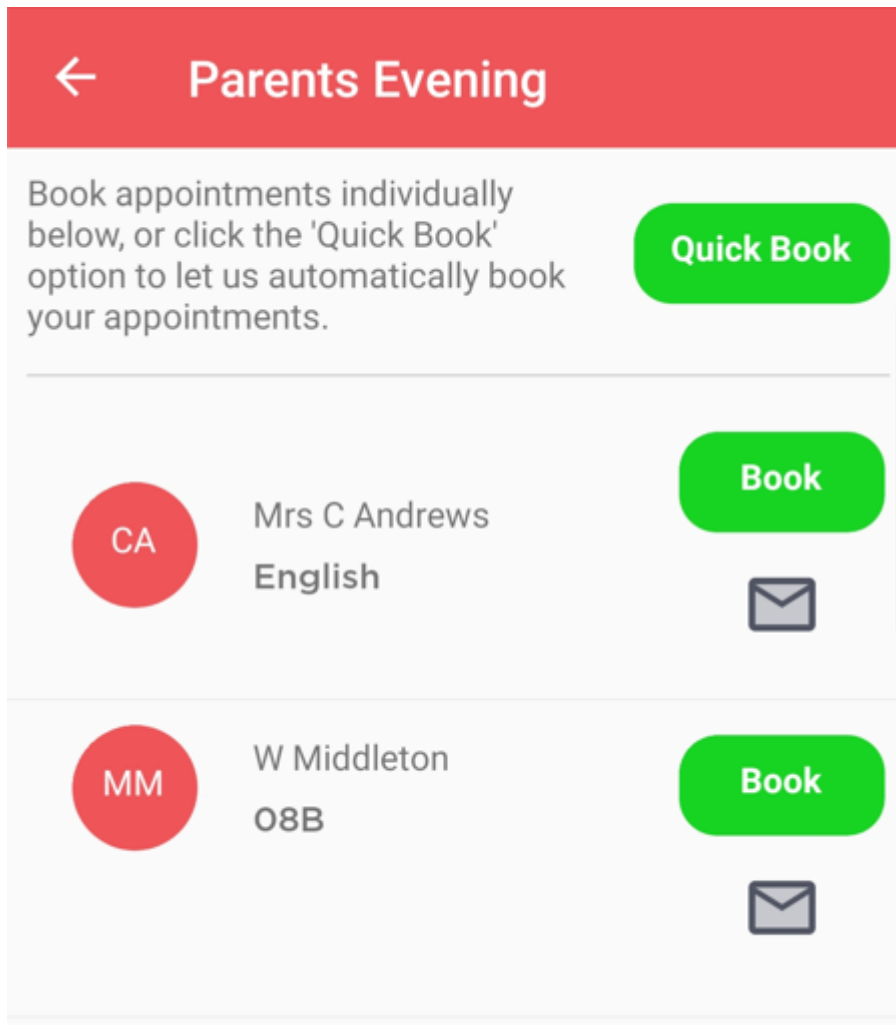 Parents Evening
Book appointments individually
below, or click the 'Quick Book'
option to let us automatically book
your appointments.
Quick Book
CA
Mrs C Andrews
English
Book
MM
W Middleton
08B
Book